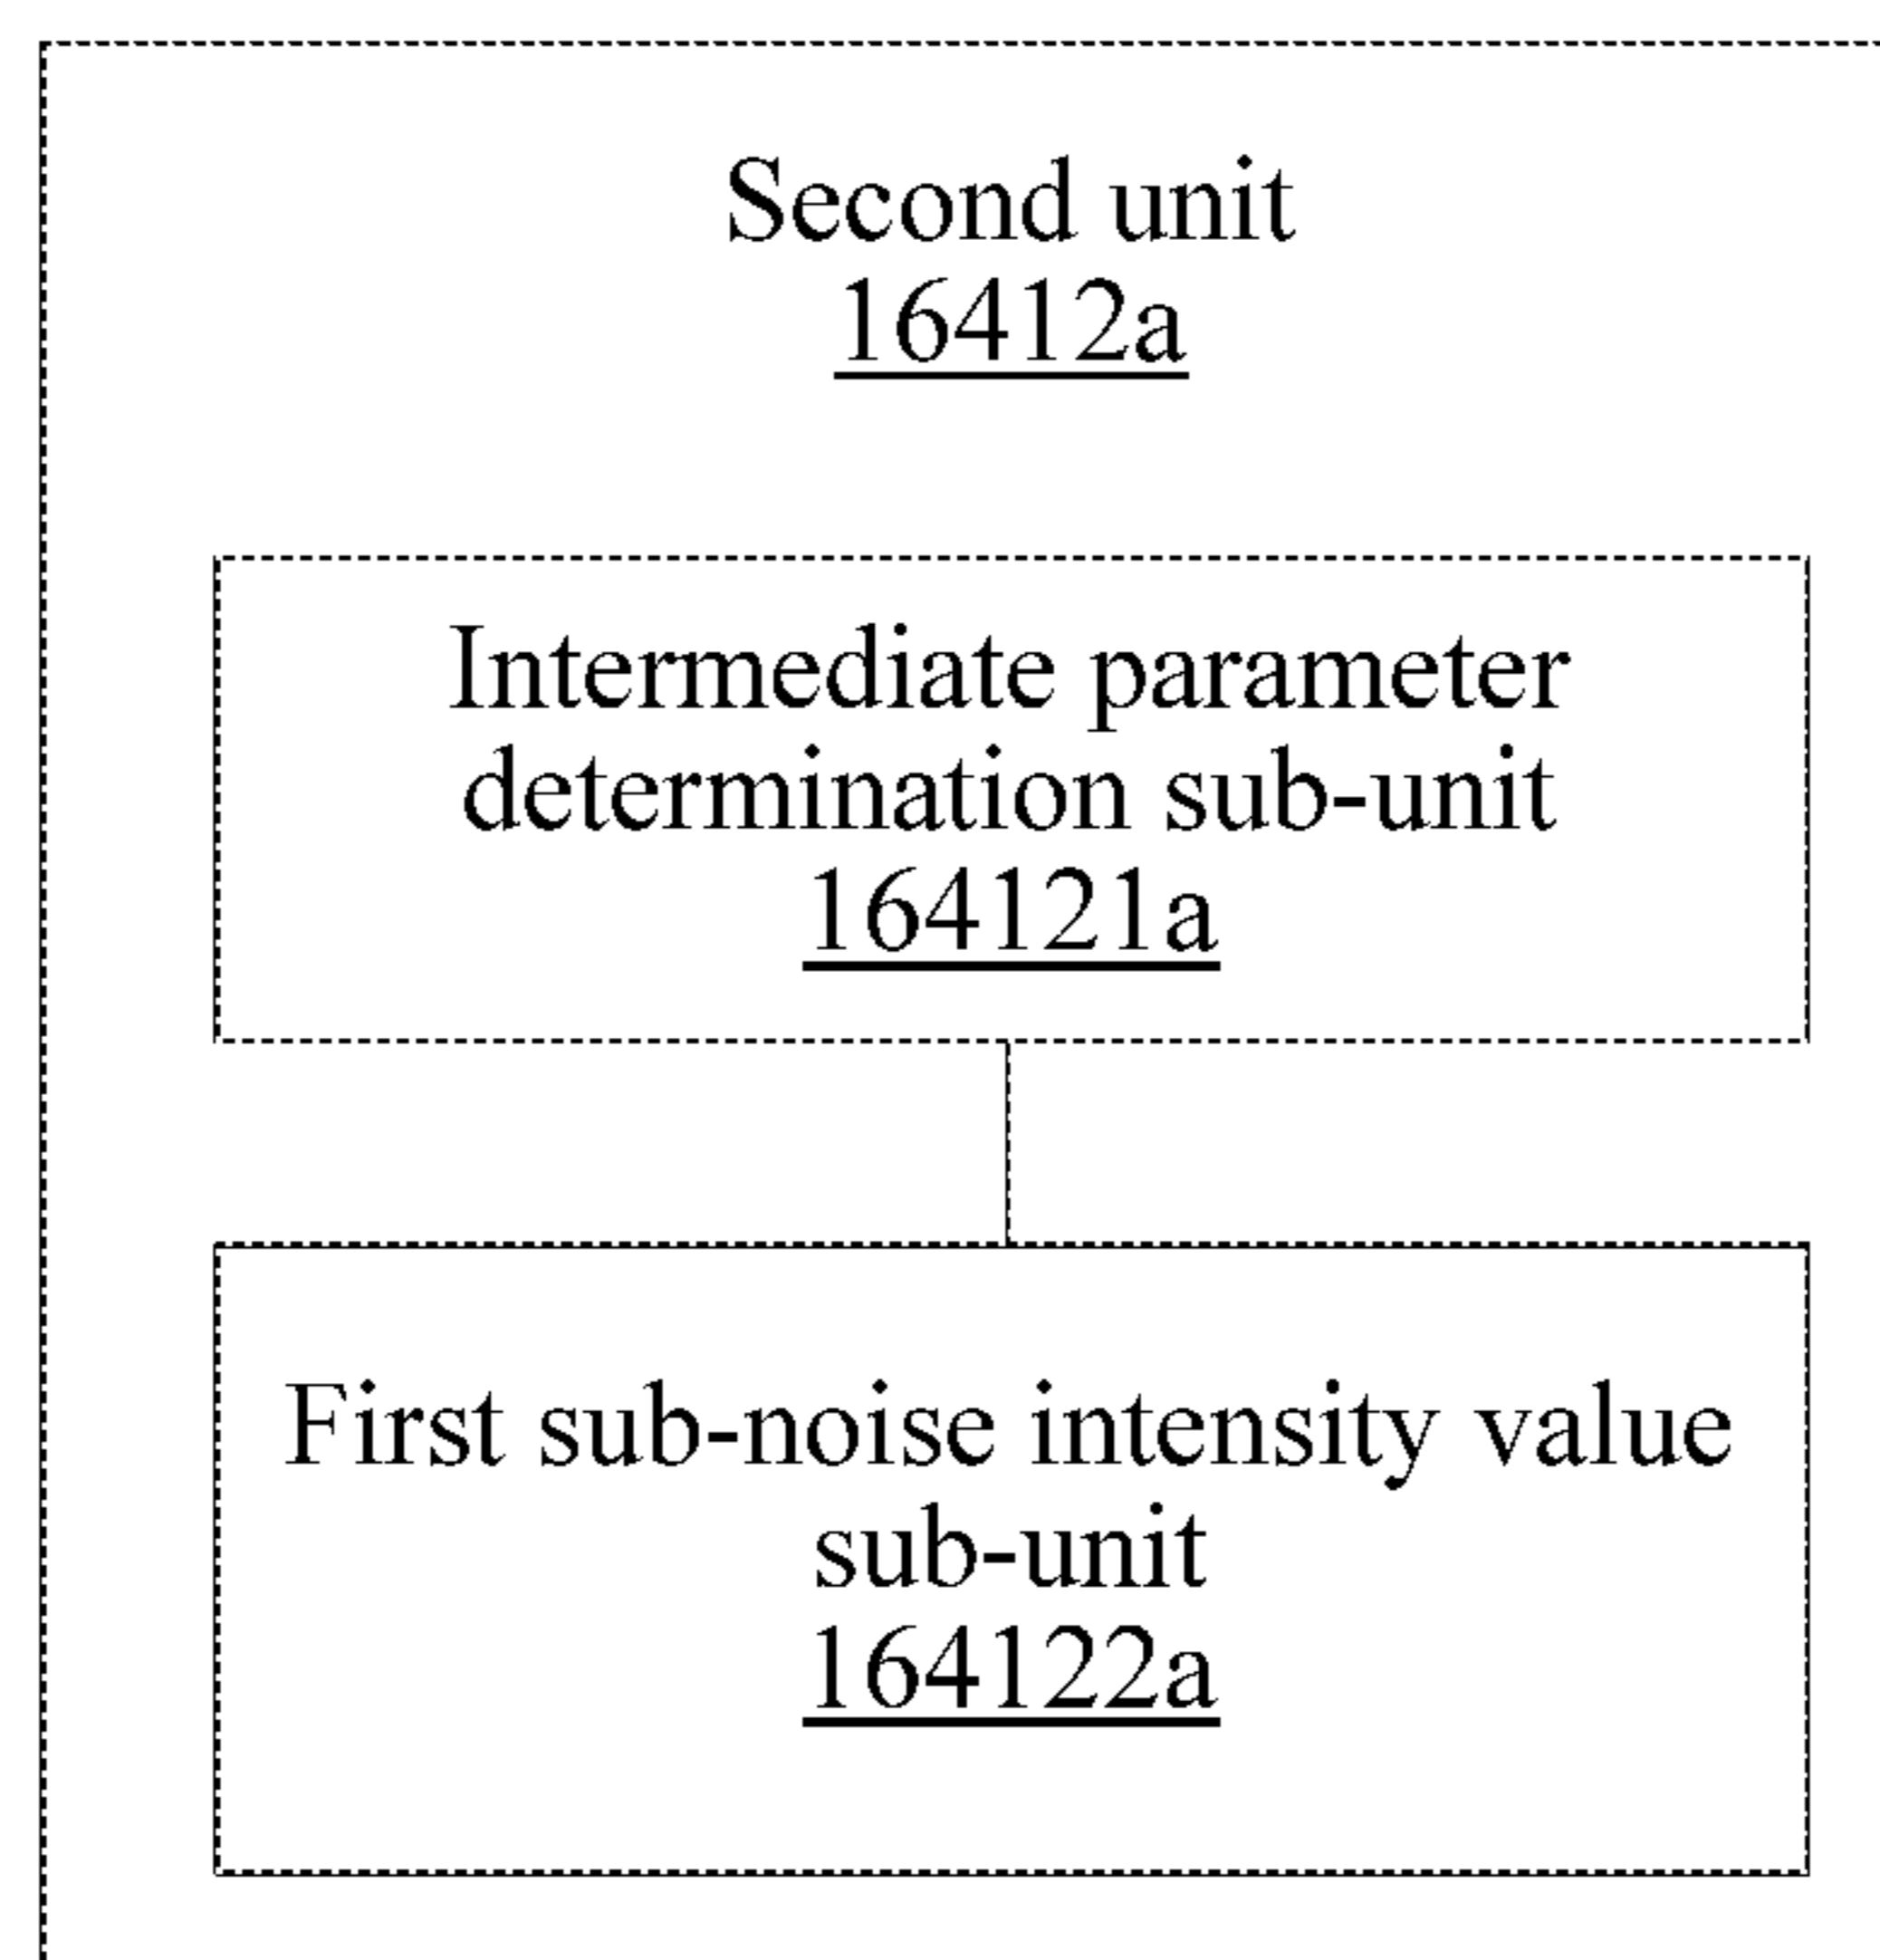 Second unit
16412a
Intermediate parameter
determination sub-unit
164121a
First sub-noise intensity value
sub-unit
164122a